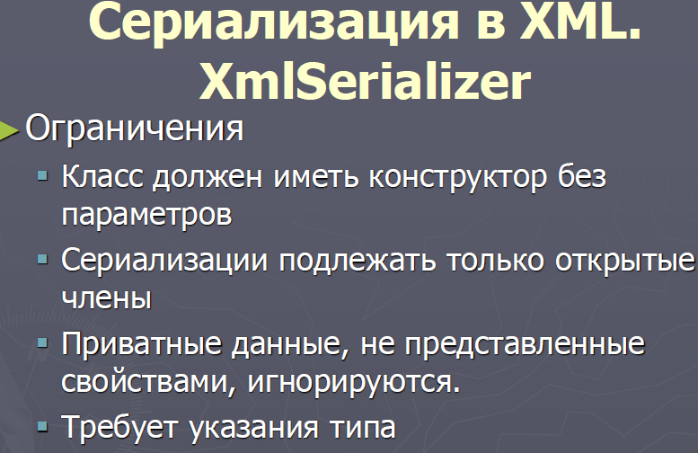 Сериализация в XML.
XmlSerializer
Ограничения
Класс должен иметь конструктор без
параметров
Сериализации подлежать только открытые
члены
Приватные данные, не представленные
свойствами, игнорируются.
Требует указания типа